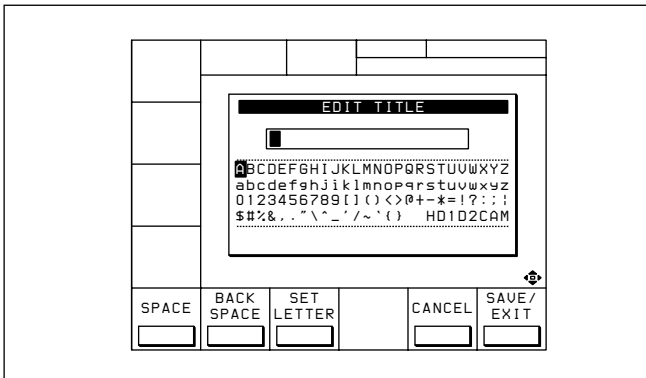 EDIT TITLE
ABCDEFGHIJKLMNOPQRSTUVWXYZ
abcdefghijklmnopqrstuvwxyz
0123456789[]()<>@+-*=!?:;¦
$#%&,."\^_'/~`{} HD1D2CAM
SPACE
BACK
SPACE
SET
LETTER
CANCEL
SAVE/
EXIT